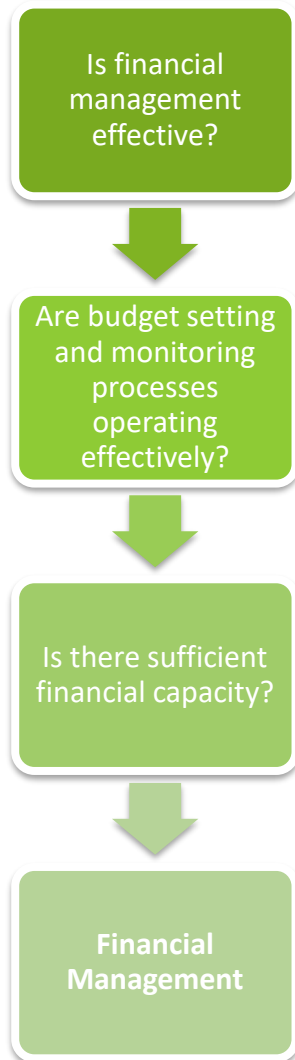 Is financial
management
effective?
Are budget setting
and monitoring
processes
operating
effectively?
Is there sufficient
financial capacity?
Financial
Management